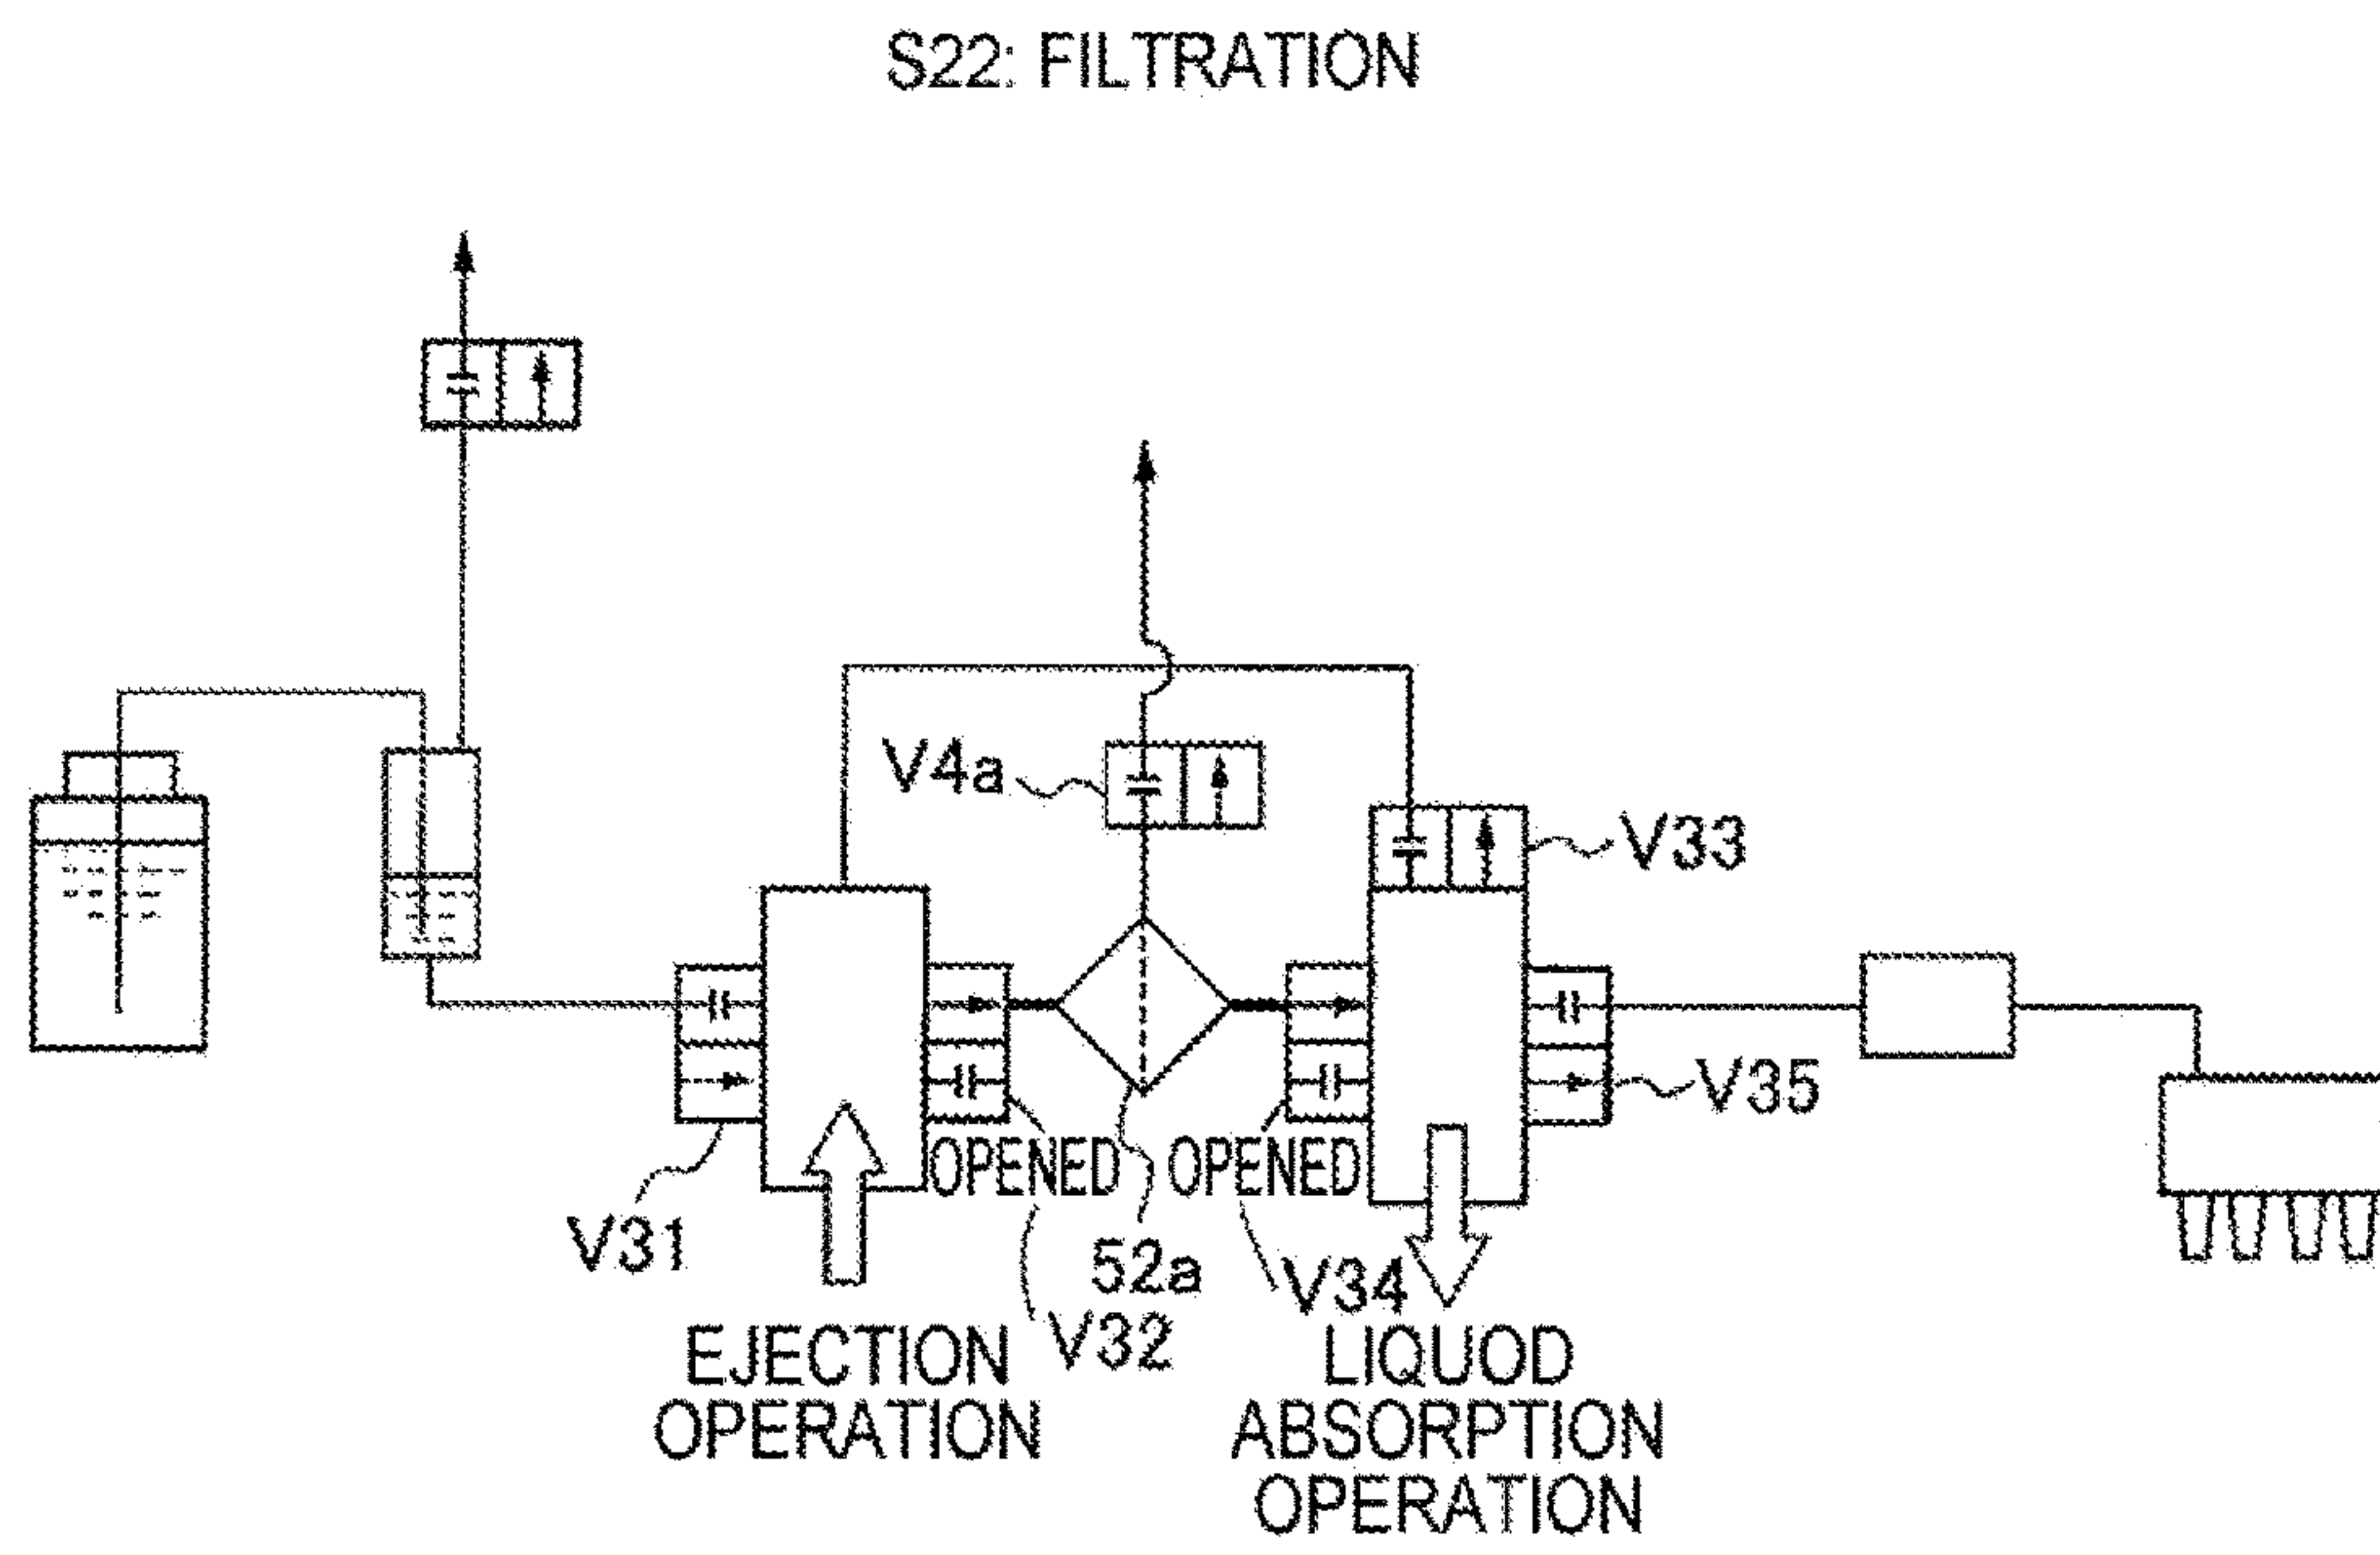 S22: FILTRATION
V4a
V33
V35
OPENED
OPENED
V31
52a
V34
V32
EJECTION
OPERATION
LIQUOD
ABSORPTION
OPERATION